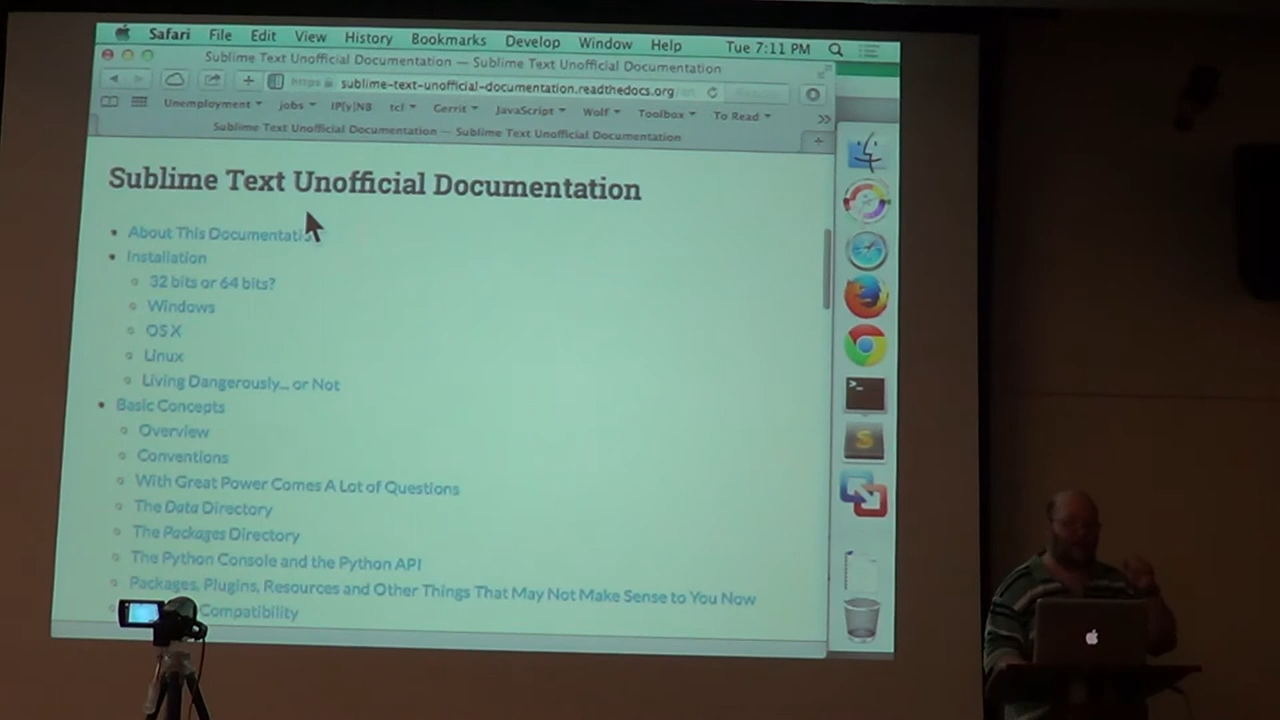 Safari File Edit View History Bookmarks Develop Window Help Tue 7:11 PM
Sublime Text Unofficial Documentation — Sublime Text Unofficial Documentation
https sublime-text-unofficial-documentation.readthedocs.org
Unemployment jobs IP[y]NB tcl Gerrit JavaScript Wolf Toolbox To Read
Sublime Text Unofficial Documentation — Sublime Text Unofficial Documentation
Sublime Text Unofficial Documentation
About This Documentatio
Installation
32 bits or 64 bits?
Windows
OS X
Linux
Living Dangerously... or Not
Basic Concepts
Overview
Conventions
With Great Power Comes A Lot of Questions
The Data Directory
The Packages Directory
The Python Console and the Python API
Packages, Plugins, Resources and Other Things That May Not Make Sense to You Now
Compatibility